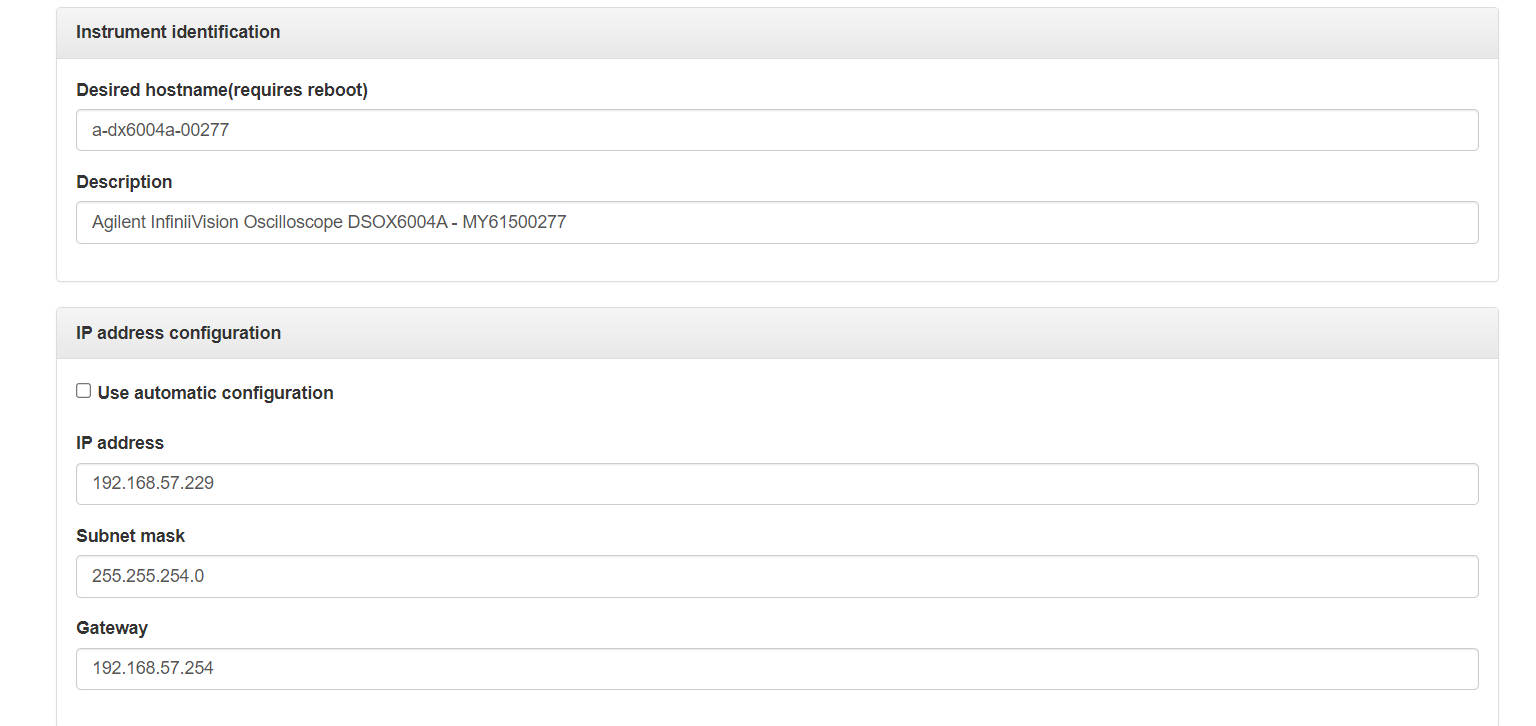 Instrument identification
Desired hostname(requires reboot)
a-dx6004a-00277
Description
Agilent InfiniiVision Oscilloscope DSOX6004A - MY61500277
IP address configuration
Use automatic configuration
IP address
192.168.57.229
Subnet mask
255.255.254.0
Gateway
192.168.57.254